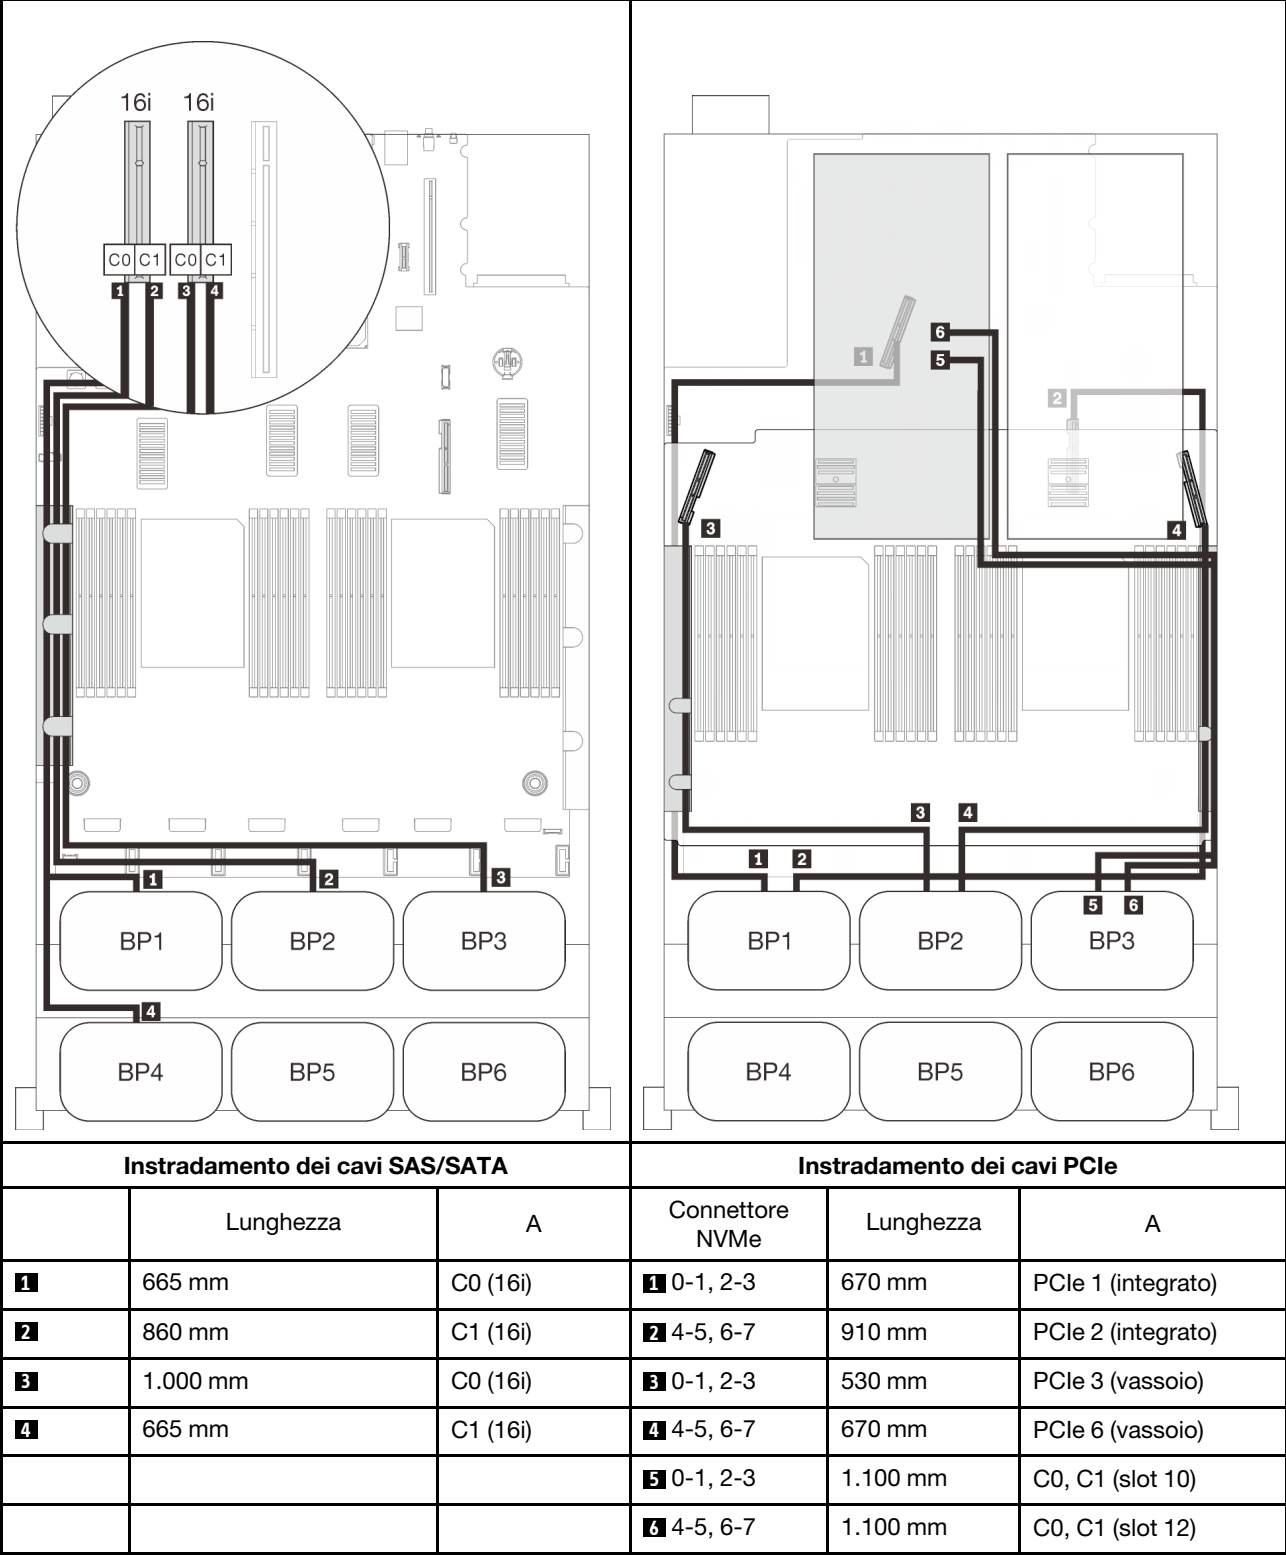 16i 16i
C0 C1 C0 C1
1 2 3 4
1 2 3
BP1 BP2 BP3
4
BP4 BP5 BP6
6
1 5
2
3 4
3 4
1 2
5 6
BP1 BP2 BP3
BP4 BP5 BP6
Instradamento dei cavi SAS/SATA
Lunghezza A
1 665 mm C0 (16i)
2 860 mm C1 (16i)
3 1.000 mm C0 (16i)
4 665 mm C1 (16i)
Instradamento dei cavi PCIe
Connettore
NVMe Lunghezza A
1 0-1, 2-3 670 mm PCIe 1 (integrato)
2 4-5, 6-7 910 mm PCIe 2 (integrato)
3 0-1, 2-3 530 mm PCIe 3 (vassoio)
4 4-5, 6-7 670 mm PCIe 6 (vassoio)
5 0-1, 2-3 1.100 mm C0, C1 (slot 10)
6 4-5, 6-7 1.100 mm C0, C1 (slot 12)